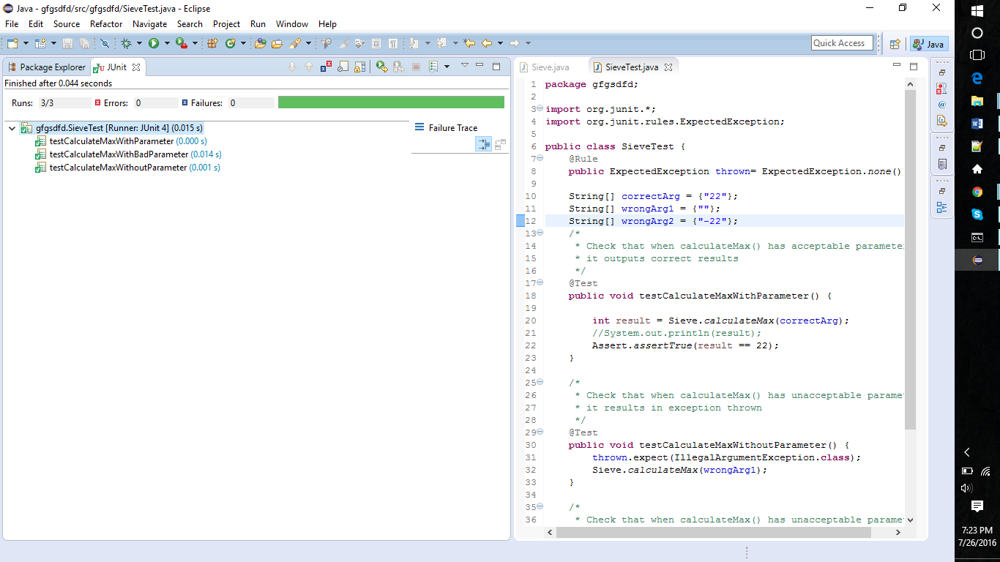 Java - gfgsdfd/src/gfgsdfd/SieveTest.java - Eclipse
File Edit Source Refactor Navigate Search Project Run Window Help
Quick Access
Java
Package Explorer
JUnit
Finished after 0.044 seconds
Runs: 3/3 Errors: 0 Failures: 0
gfgsdfd.SieveTest [Runner: JUnit 4] (0.015 s)
testCalculateMaxWithParameter (0.000 s)
testCalculateMaxWithBadParameter (0.014 s)
testCalculateMaxWithoutParameter (0.001 s)
Failure Trace
Sieve.java
SieveTest.java
1 package gfgsdfd;
2
3 import org.junit.*;
4 import org.junit.rules.ExpectedException;
5
6 public class SieveTest {
7 @Rule
8 public ExpectedException thrown= ExpectedException.none()
9
10 String[] correctArg = {"22"};
11 String[] wrongArg1 = {""};
12 String[] wrongArg2 = {"-22"};
13 /*
14 * Check that when calculateMax() has acceptable paramete
15 * it outputs correct results
16 */
17 @Test
18 public void testCalculateMaxWithParameter() {
19
20 int result = Sieve.calculateMax(correctArg);
21 //System.out.println(result);
22 Assert.assertTrue(result == 22);
23 }
24
25 /*
26 * Check that when calculateMax() has unacceptable parame
27 * it results in exception thrown
28 */
29 @Test
30 public void testCalculateMaxWithoutParameter() {
31 thrown.expect(IllegalArgumentException.class);
32 Sieve.calculateMax(wrongArg1);
33 }
34
35 /*
36 * Check that when calculateMax() has unacceptable parame
7:23 PM
7/26/2016